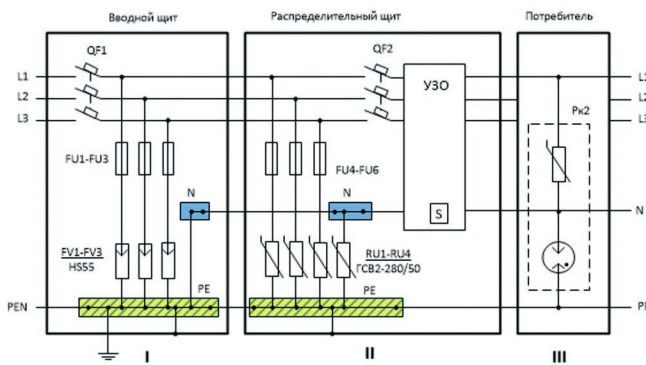 Вводной щит
Распределительный щит
Потребитель
QF1
QF2
L1
L2
L3
УЗО
L1
L2
L3
Рк2
FU1-FU3
FU4-FU6
N
N
N
S
FV1-FV3
HS55
RU1-RU4
ГСВ2-280/50
PE
PE
PEN
I
II
III